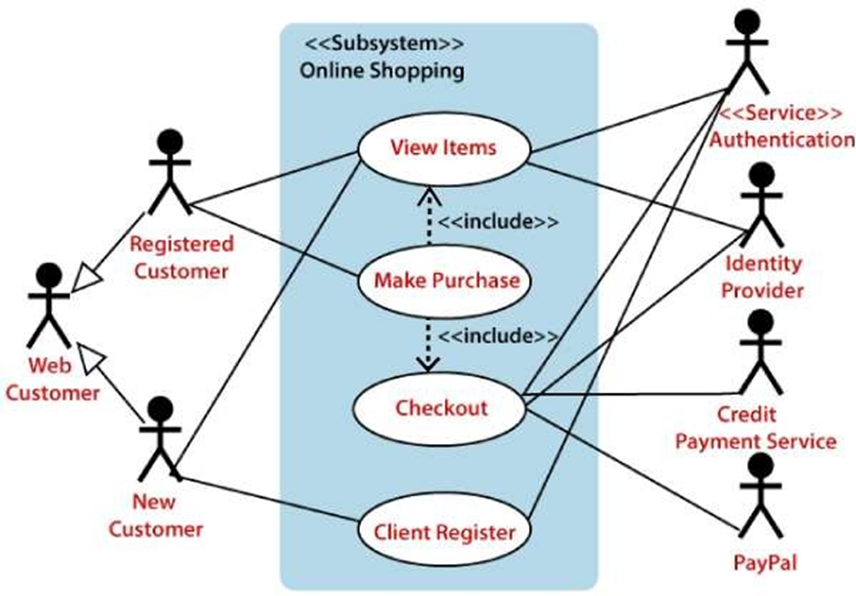 <<Subsystem>>
Online Shopping
<<Service>>
Authentication
View Items
Registered
Customer
<<include>>
Identity
Provider
Make Purchase
<<include>>
Web
Customer
Checkout
Credit
Payment Service
New
Customer
Client Register
PayPal